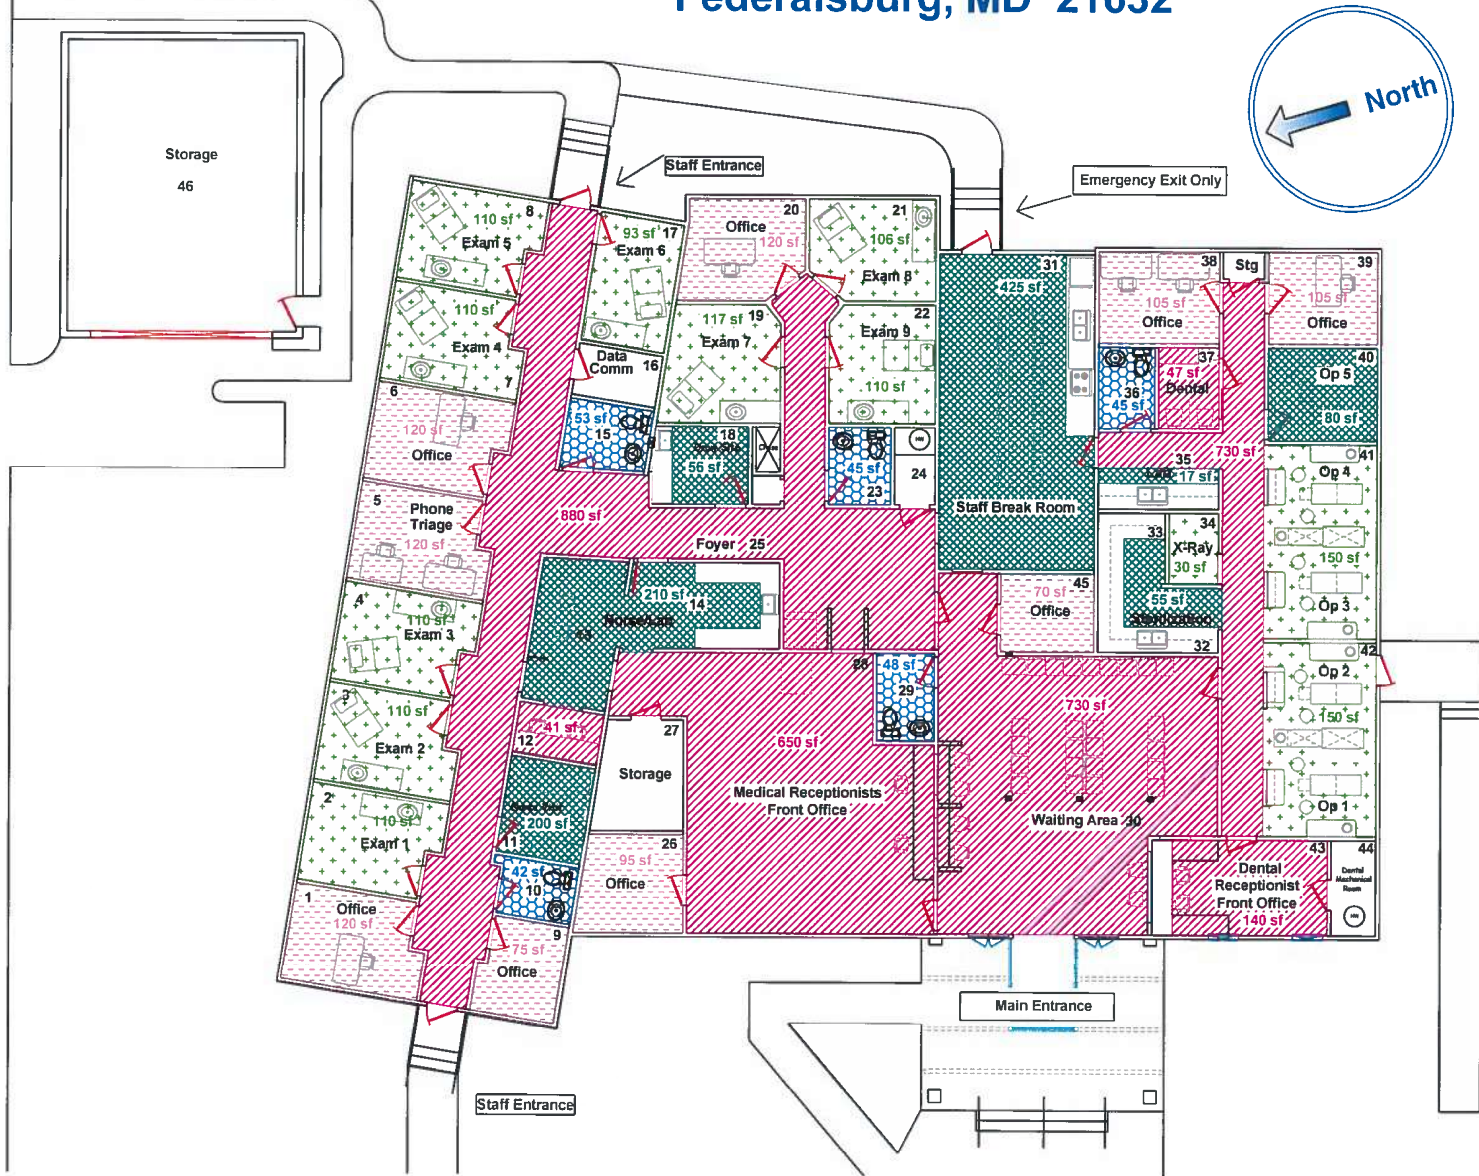 Federalsburg, MD 21632
North
Storage
46
Staff Entrance
Emergency Exit Only
8
110 sf
Exam 5
93 sf
17
Exam 6
20
Office
120 sf
21
106 sf
Exam 8
31
425 sf
38
105 sf
Office
Stg
39
105 sf
Office
110 sf
Exam 4
7
Data
Comm
16
117 sf
19
Exam 7
22
Exam 9
110 sf
37
47 sf
Dental
36
45 sf
40
Op 5
80 sf
6
120 sf
Office
53 sf
15
18
56 sf
45 sf
23
HW
24
35
730 sf
Lab
17 sf
41
Op 4
150 sf
Op 3
5
Phone
Triage
120 sf
880 sf
Foyer
25
Staff Break Room
33
34
X-Ray
30 sf
55 sf
Sterilization
32
4
110 sf
Exam 3
210 sf
14
Nurse/Lab
13
45
70 sf
Office
3
110 sf
Exam 2
41 sf
12
28
48 sf
29
730 sf
Waiting Area 30
42
Op 2
150 sf
Op 1
27
Storage
650 sf
Medical Receptionists
Front Office
2
110 sf
Exam 1
200 sf
11
42 sf
10
26
95 sf
Office
43
Dental
Receptionist
Front Office
140 sf
44
Dental
Mechanical
Room
HW
1
Office
120 sf
9
75 sf
Office
Main Entrance
Staff Entrance